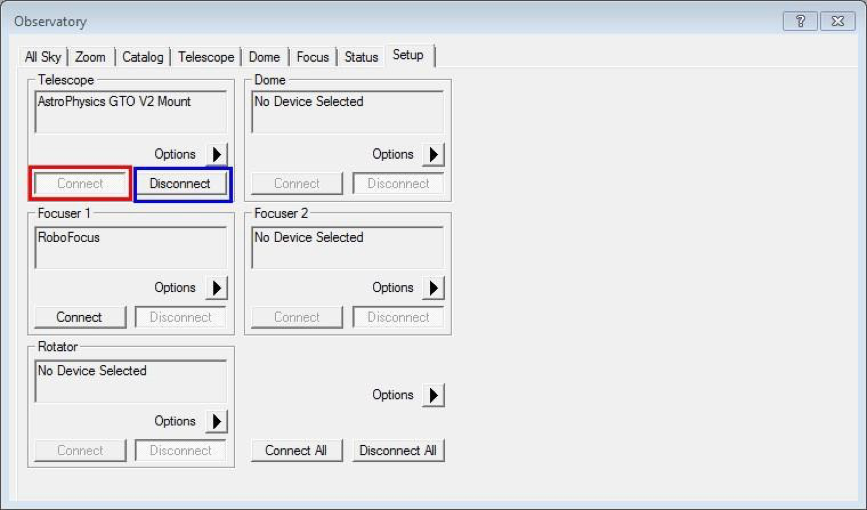 Observatory
All Sky Zoom Catalog Telescope Dome Focus Status Setup
Telescope
AstroPhysics GTO V2 Mount
Options
Connect Disconnect
Dome
No Device Selected
Options
Connect Disconnect
Focuser 1
RoboFocus
Options
Connect Disconnect
Focuser 2
No Device Selected
Options
Connect Disconnect
Rotator
No Device Selected
Options
Connect Disconnect
Options
Connect All Disconnect All